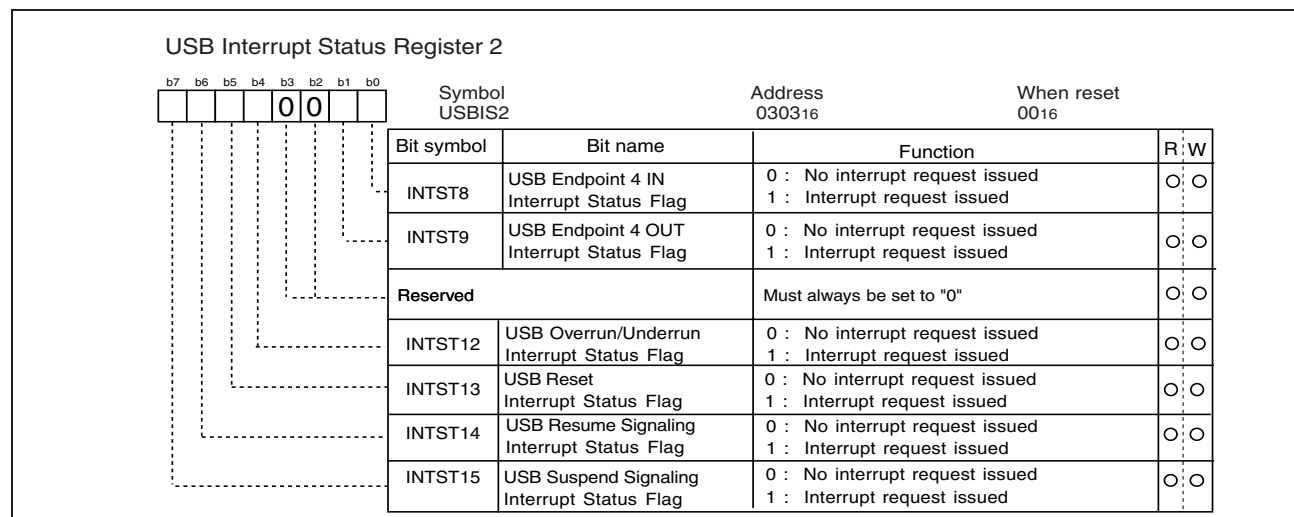 USB Interrupt Status Register 2
b7 b6 b5 b4 b3 b2 b1 b0
0 0
Symbol Address When reset
USBIS2 030316 0016
Bit symbol Bit name Function R W
INTST8 USB Endpoint 4 IN 0 : No interrupt request issued O O
Interrupt Status Flag 1 : Interrupt request issued
INTST9 USB Endpoint 4 OUT 0 : No interrupt request issued O O
Interrupt Status Flag 1 : Interrupt request issued
Reserved Must always be set to "0" O O
INTST12 USB Overrun/Underrun 0 : No interrupt request issued O O
Interrupt Status Flag 1 : Interrupt request issued
INTST13 USB Reset 0 : No interrupt request issued O O
Interrupt Status Flag 1 : Interrupt request issued
INTST14 USB Resume Signaling 0 : No interrupt request issued O O
Interrupt Status Flag 1 : Interrupt request issued
INTST15 USB Suspend Signaling 0 : No interrupt request issued O O
Interrupt Status Flag 1 : Interrupt request issued